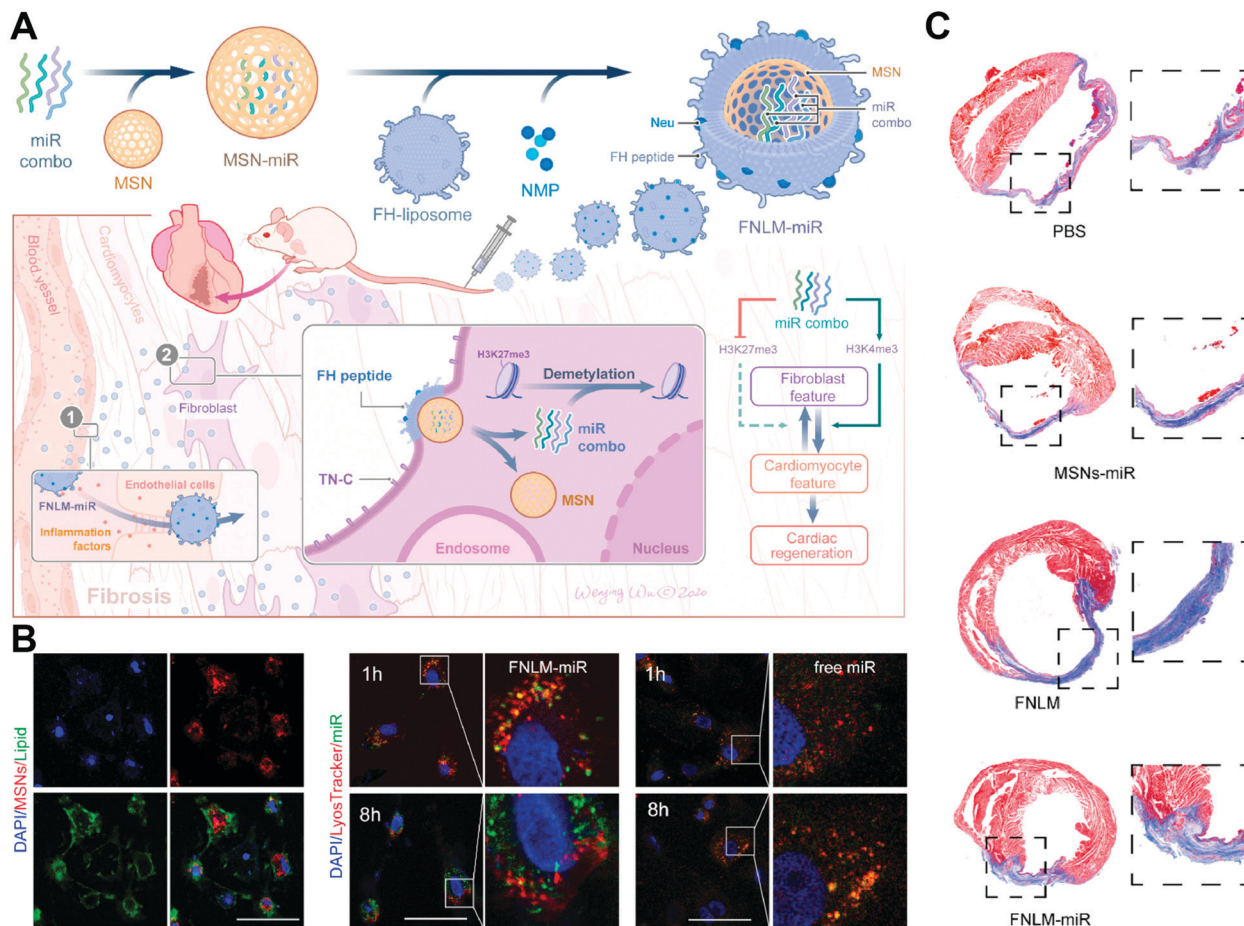 A
miR
combo
MSN
MSN-miR
FH-liposome
NMP
MSN
miR
combo
Neu
FH peptide
FNLM-miR
Blood vessel
Cardiomyocytes
2
Fibroblast
1
FNLM-miR
Endothelial cells
Inflammation
factors
Fibrosis
FH peptide
TN-C
H3K27me3
Demetylation
miR
combo
MSN
Endosome
Nucleus
miR combo
H3K27me3
H3K4me3
Fibroblast
feature
Cardiomyocyte
feature
Cardiac
regeneration
Wenjing Wu © 2020
B
DAPI/MSNs/Lipid
DAPI/LyosTracker/miR
1h
FNLM-miR
8h
1h
free miR
8h
C
PBS
MSNs-miR
FNLM
FNLM-miR